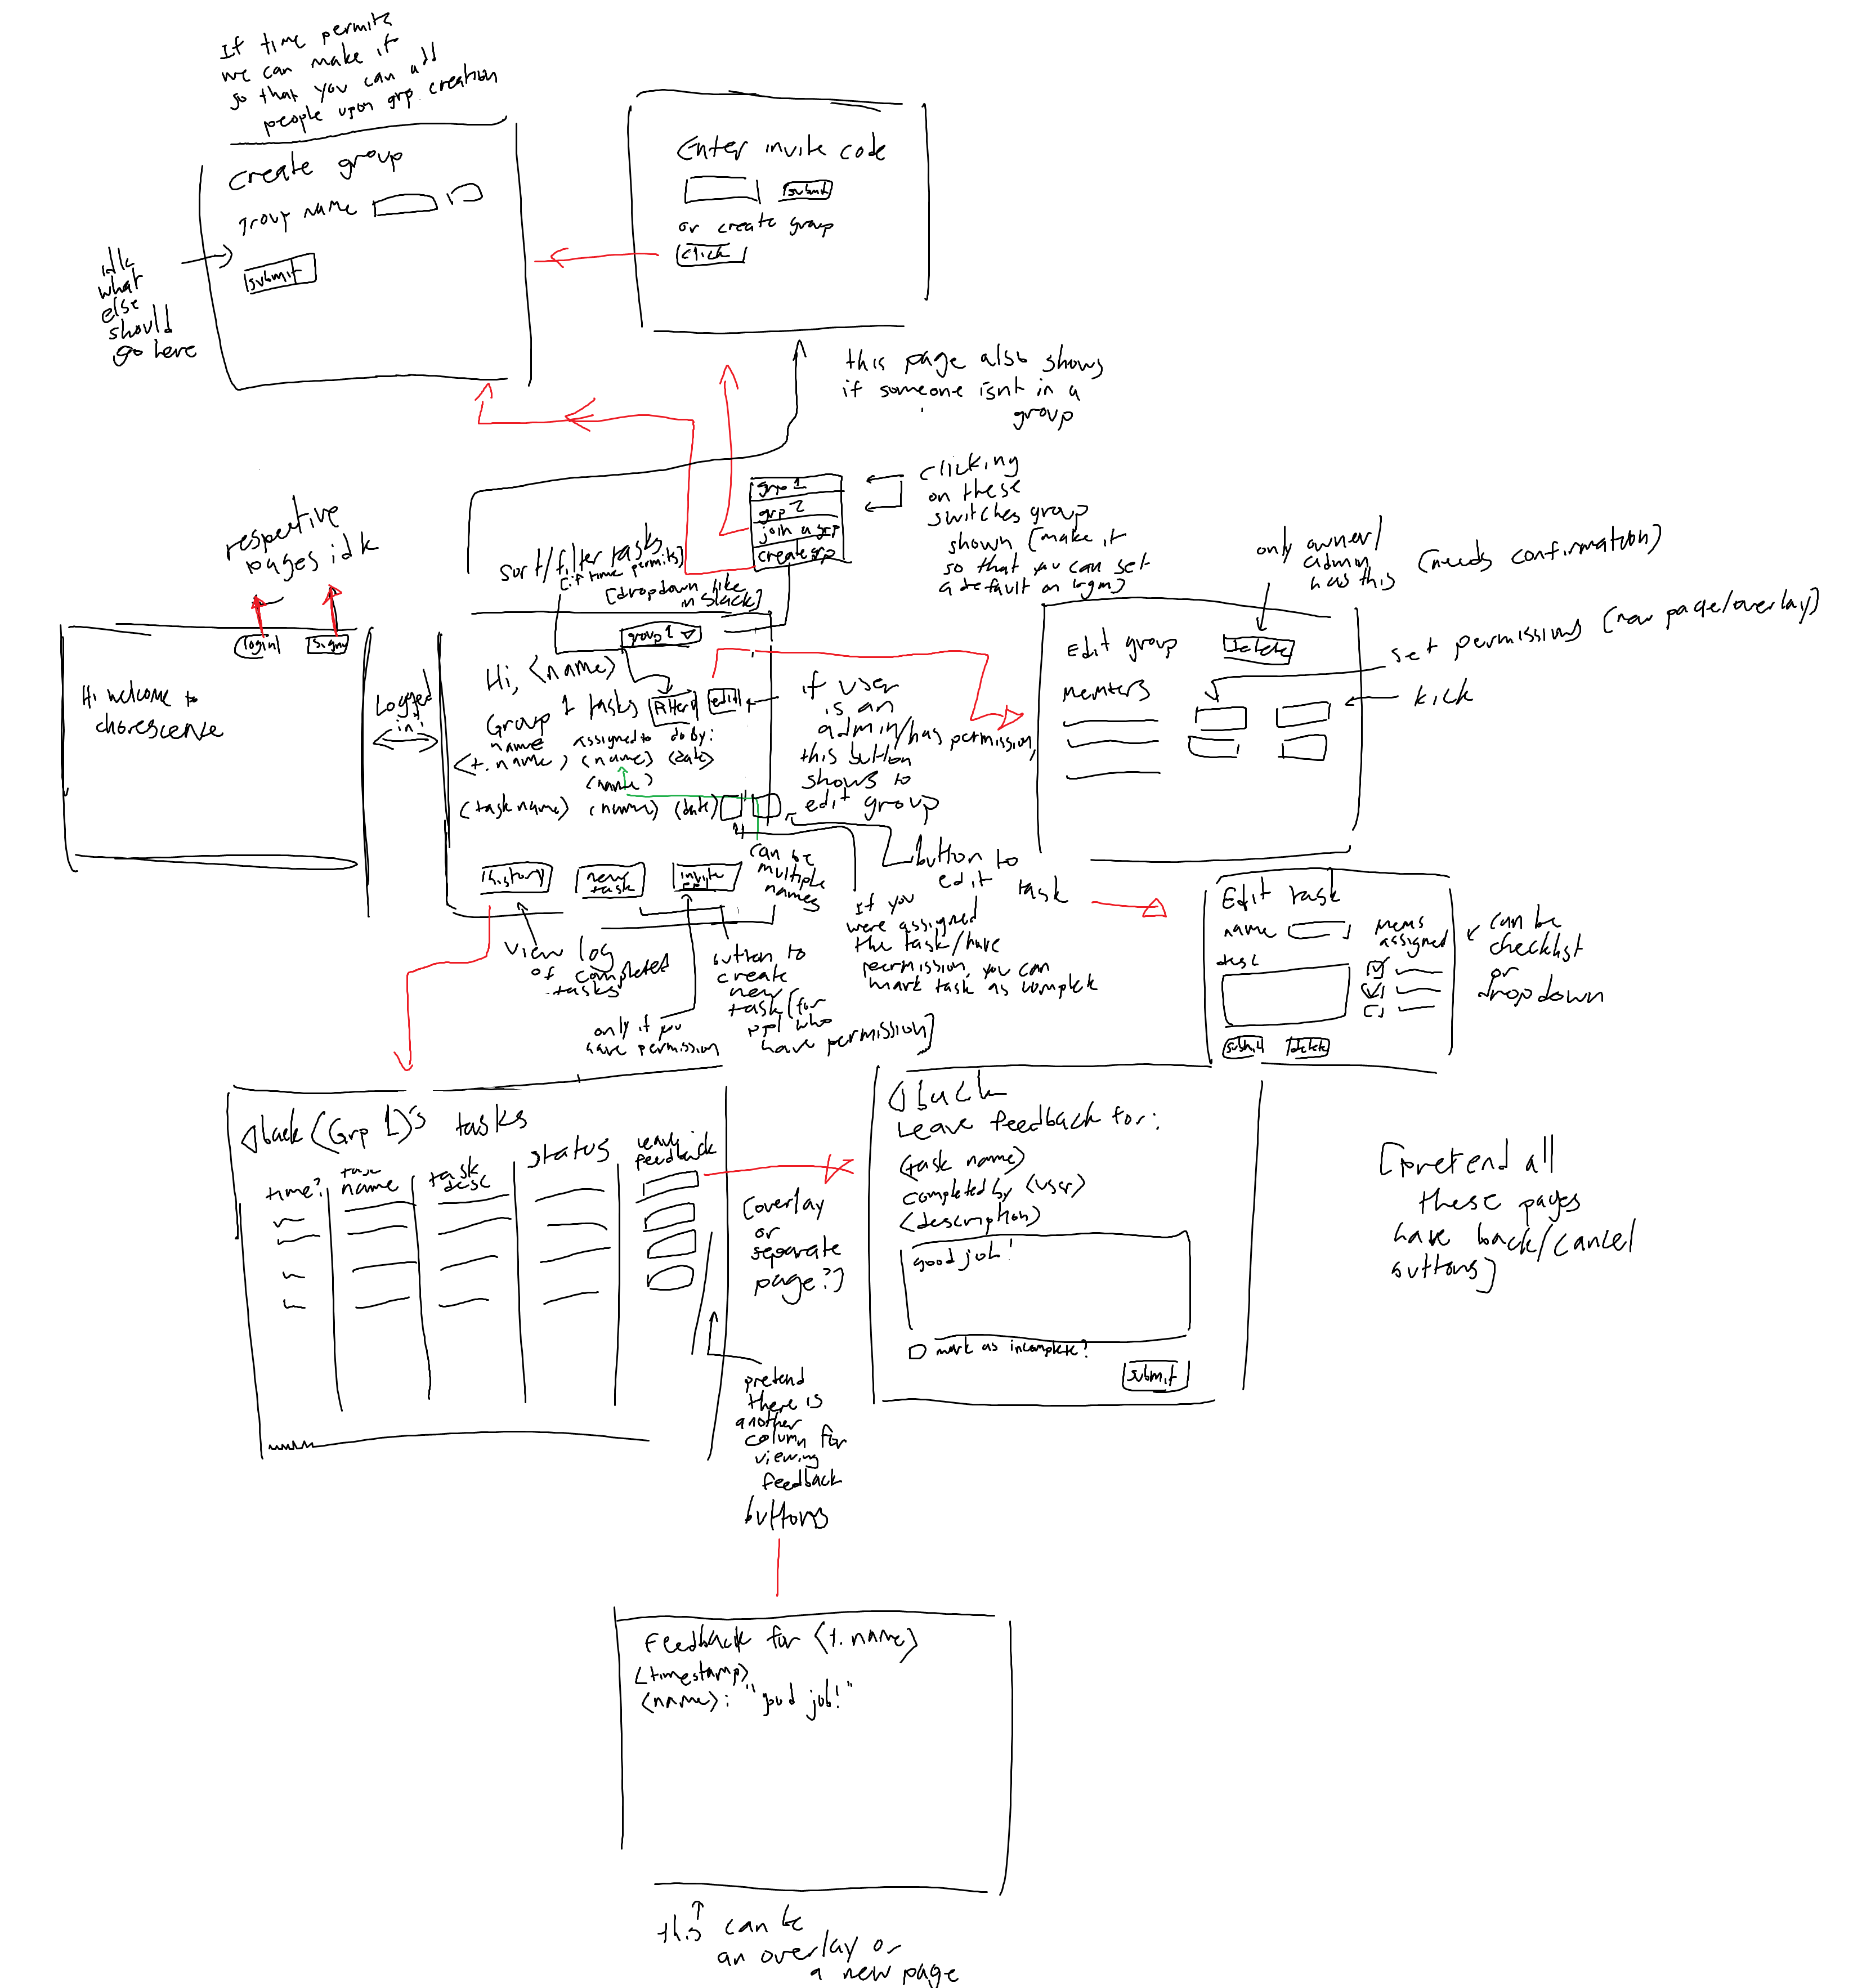 If time permits
we can make it
so that you can add
people upon grp. creation
create group
group name
submit
idk
what
else
should
go here
Enter invite code
submit
or create group
click
this page also shows
if someone isnt in a
group
grp 1
grp 2
join a grp
create grp
clicking
on these
switches group
shown [make it
so that you can set
a default on login]
sort/filter tasks
[if time permits]
[dropdown like
in Slack]
respective
pages idk
login
Hi welcome to
chorescence
Logged
in
group 1
Hi, <name>
Group 1 tasks
edit
name assigned to do by:
<t. name> <name> <date>
<name>
<task name> <name> <date>
history
new
task
invite
can be
multiple
names
if user
is an
admin/has permission,
this button
shows to
edit group
button to
edit task
If you
were assigned
the task/have
permission, you can
mark task as complete
view log
of completed
tasks
only if you
have permission
button to
create
new
task [for
ppl who
have permission]
only owner/
admin
has this
(needs confirmation)
set permissions [new page/overlay]
kick
Edit group
Delete
members
Edit task
name
mems
assigned
desc
submit
delete
can be
checklist
or
dropdown
back <Grp 1>'s tasks
time?
task
name
task
desc
status
leave
feedback
[overlay
or
separate
page?]
back
Leave feedback for:
<task name>
completed by <user>
<description>
good job!
mark as incomplete?
submit
[pretend all
these pages
have back/cancel
buttons]
pretend
there is
another
column for
viewing
feedback
buttons
Feedback for <t. name>
<timestamp>
<name>: "good job!"
this can be
an overlay or
a new page